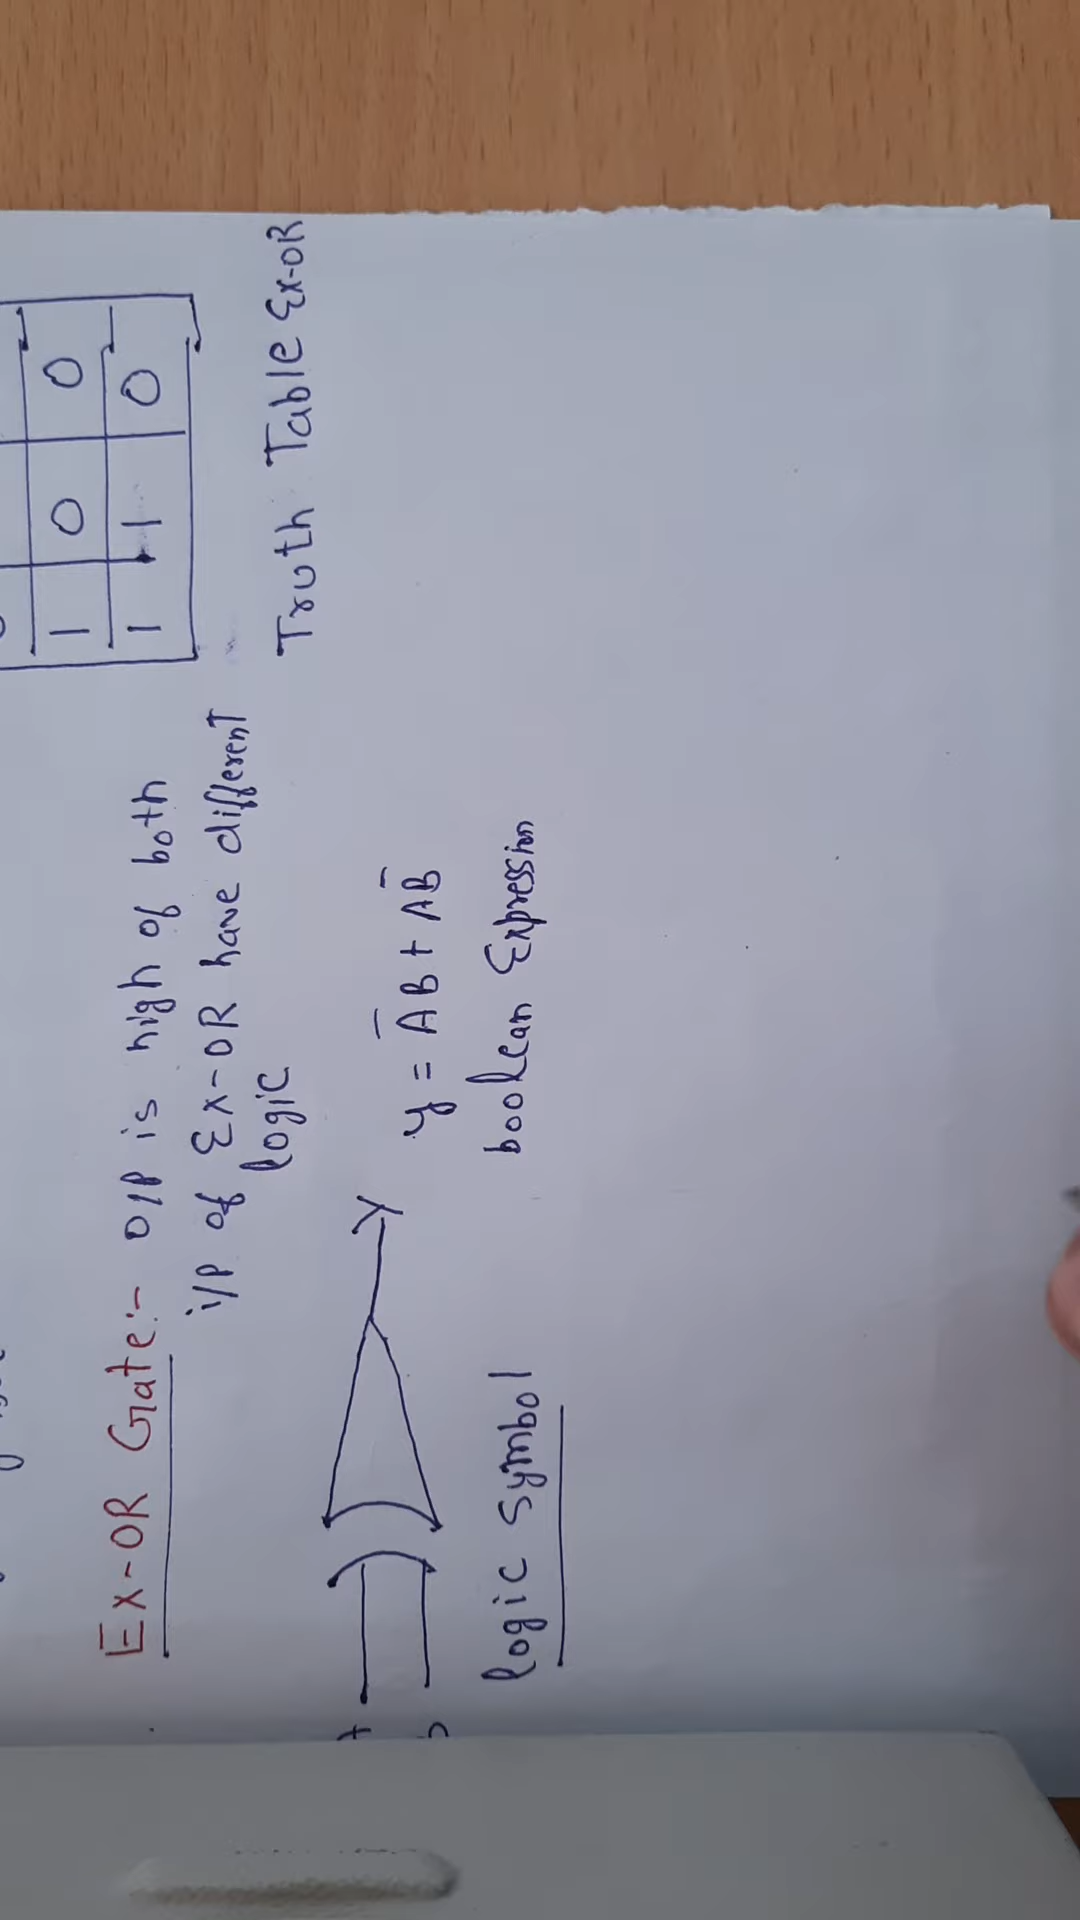 1 0 0
1 1 0
Truth Table Ex-OR
Ex-OR Gate:- O/P is high of both
i/P of Ex-OR have different
logic
Y
y = A̅B + AB̅
logic symbol
boolean Expression